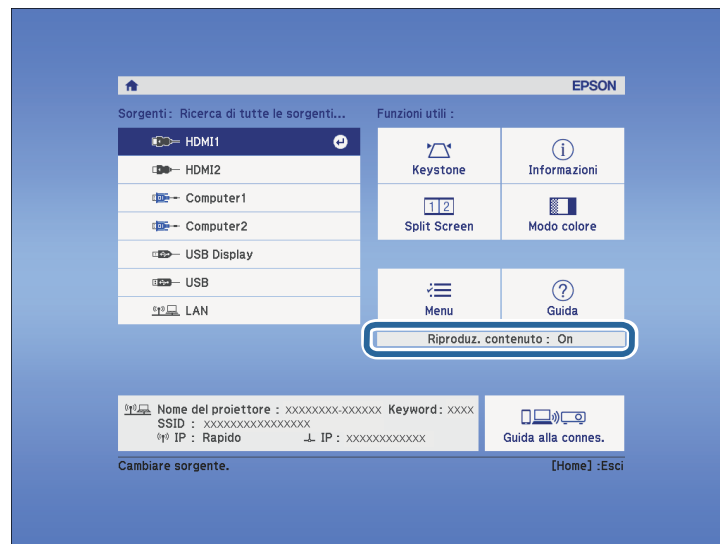 EPSON
Sorgenti: Ricerca di tutte le sorgenti...
Funzioni utili :
HDMI1
HDMI2
Computer1
Computer2
USB Display
USB
LAN
Keystone
Informazioni
1 2
Split Screen
Modo colore
Menu
Guida
Riproduz. contenuto : On
Nome del proiettore : XXXXXXXX-XXXXXX Keyword : XXXX
SSID : XXXXXXXXXXXXXXXX
IP : Rapido IP : XXXXXXXXXXXX
Guida alla connes.
Cambiare sorgente.
[Home] :Esci